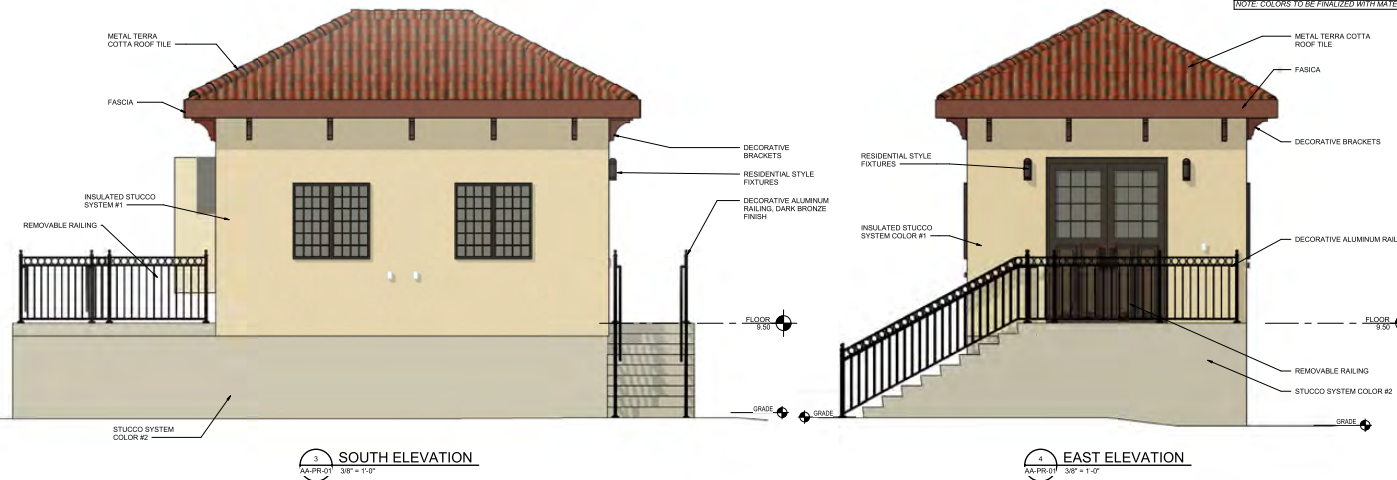 NOTE: COLORS TO BE FINALIZED WITH MATE
METAL TERRA
COTTA ROOF TILE
FASCIA
INSULATED STUCCO
SYSTEM #1
REMOVABLE RAILING
STUCCO SYSTEM
COLOR #2
DECORATIVE
BRACKETS
RESIDENTIAL STYLE
FIXTURES
DECORATIVE ALUMINUM
RAILING, DARK BRONZE
FINISH
FLOOR
9.50
GRADE
3
AA-PR-01
SOUTH ELEVATION
3/8" = 1'-0"
METAL TERRA COTTA
ROOF TILE
FASICA
DECORATIVE BRACKETS
RESIDENTIAL STYLE
FIXTURES
INSULATED STUCCO
SYSTEM COLOR #1
DECORATIVE ALUMINUM RAIL
FLOOR
9.50
REMOVABLE RAILING
STUCCO SYSTEM COLOR #2
GRADE
GRADE
4
AA-PR-01
EAST ELEVATION
3/8" = 1'-0"